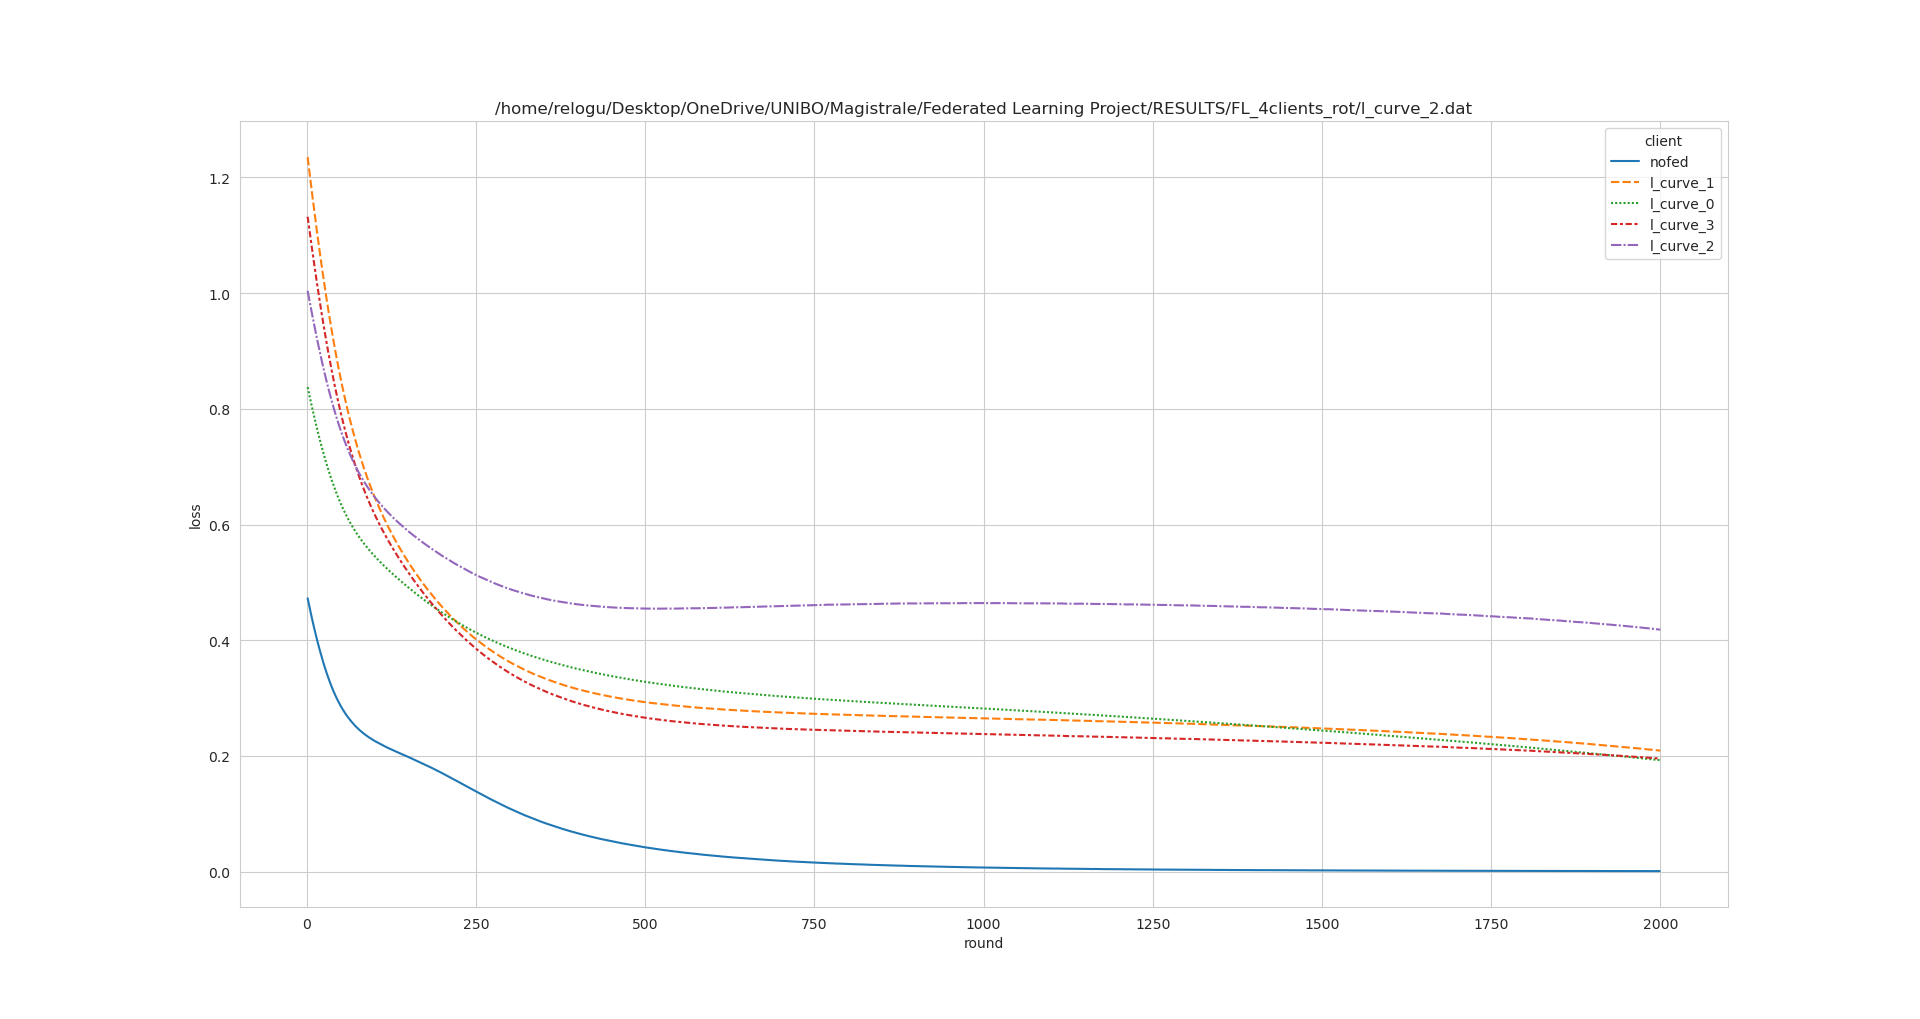 /home/relogu/Desktop/OneDrive/UNIBO/Magistrale/Federated Learning Project/RESULTS/FL_4clients_rot/l_curve_2.dat
client
nofed
l_curve_1
l_curve_0
l_curve_3
l_curve_2
loss
1.2
1.0
0.8
0.6
0.4
0.2
0.0
0 250 500 750 1000 1250 1500 1750 2000
round